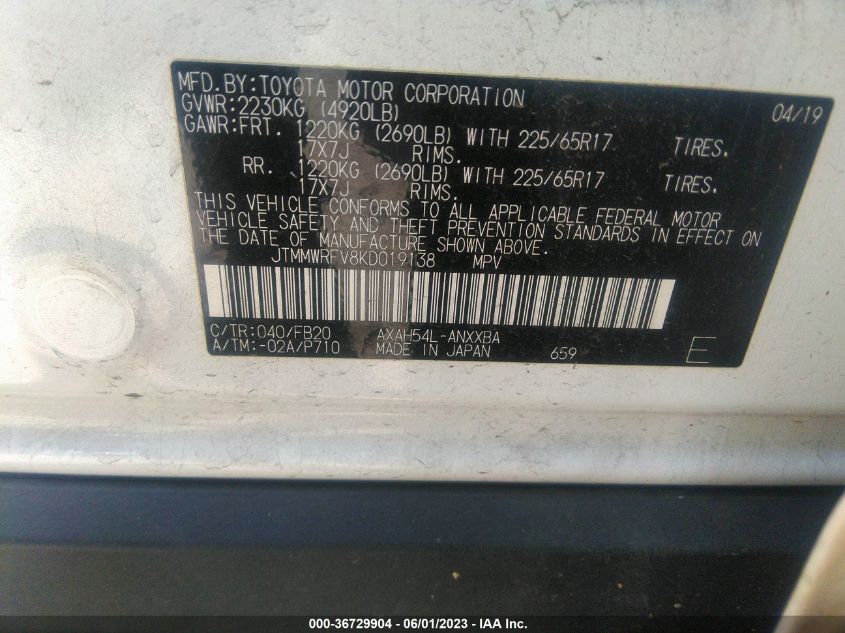 MFD.BY:TOYOTA MOTOR CORPORATION 04/19
GVWR:2230KG (4920LB)
GAWR:FRT. 1220KG (2690LB) WITH 225/65R17 TIRES,
17X7J RIMS.
RR. 1220KG (2690LB) WITH 225/65R17 TIRES,
17X7J RIMS.
THIS VEHICLE CONFORMS TO ALL APPLICABLE FEDERAL MOTOR
VEHICLE SAFETY AND THEFT PREVENTION STANDARDS IN EFFECT ON
THE DATE OF MANUFACTURE SHOWN ABOVE.
JTMMWRFV8KD019138 MPV
C/TR:040/FB20 AXAH54L-ANXXBA
A/TM:-02A/P710 MADE IN JAPAN 659 E
000-36729904 - 06/01/2023 - IAA Inc.